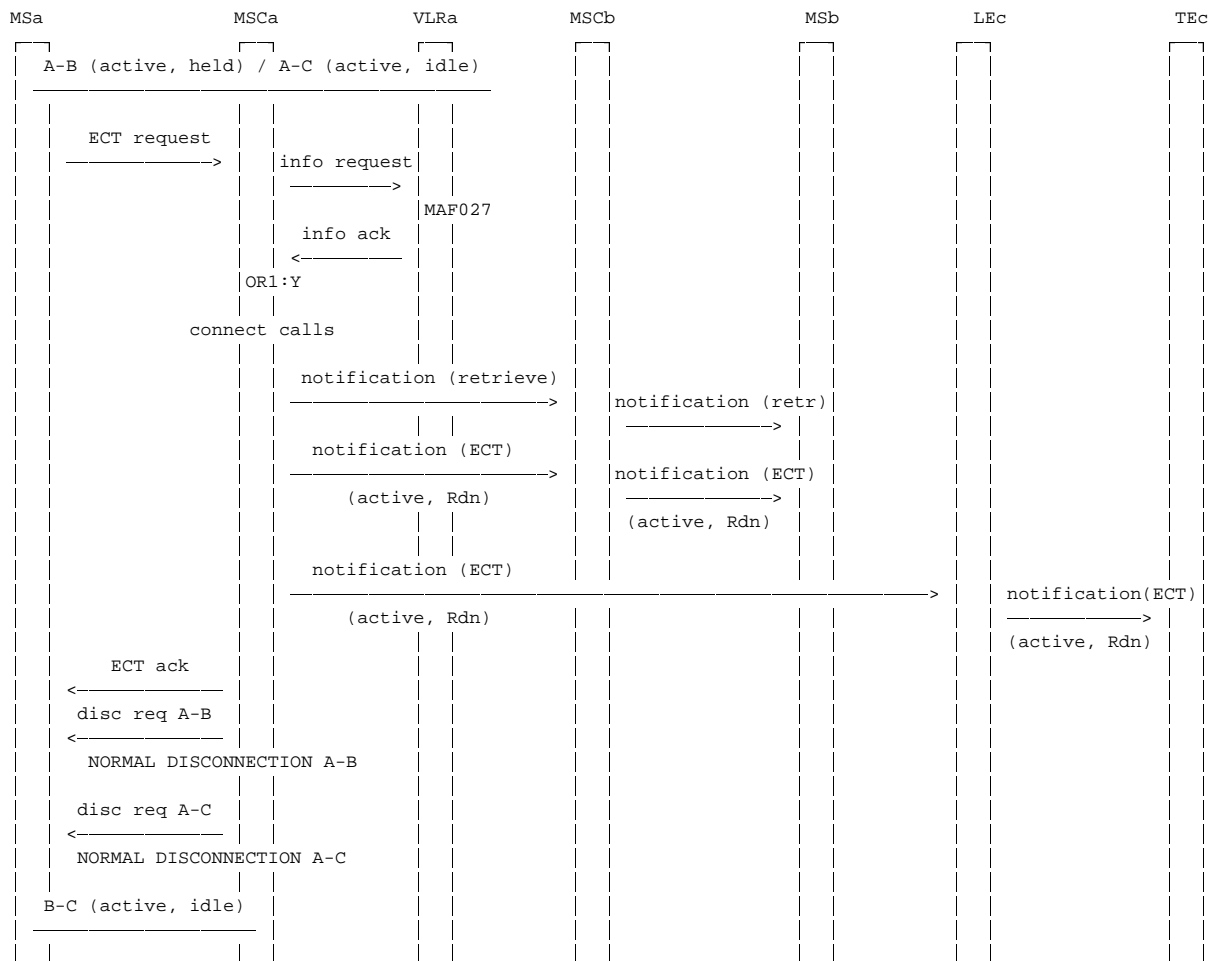 MSa MSCa VLRa MSCb MSb LEc TEc
A-B (active, held) / A-C (active, idle)
ECT request
info request
MAF027
info ack
OR1:Y
connect calls
notification (retrieve)
notification (retr)
notification (ECT)
notification (ECT)
(active, Rdn)
(active, Rdn)
notification (ECT)
notification(ECT)
(active, Rdn)
(active, Rdn)
ECT ack
disc req A-B
NORMAL DISCONNECTION A-B
disc req A-C
NORMAL DISCONNECTION A-C
B-C (active, idle)